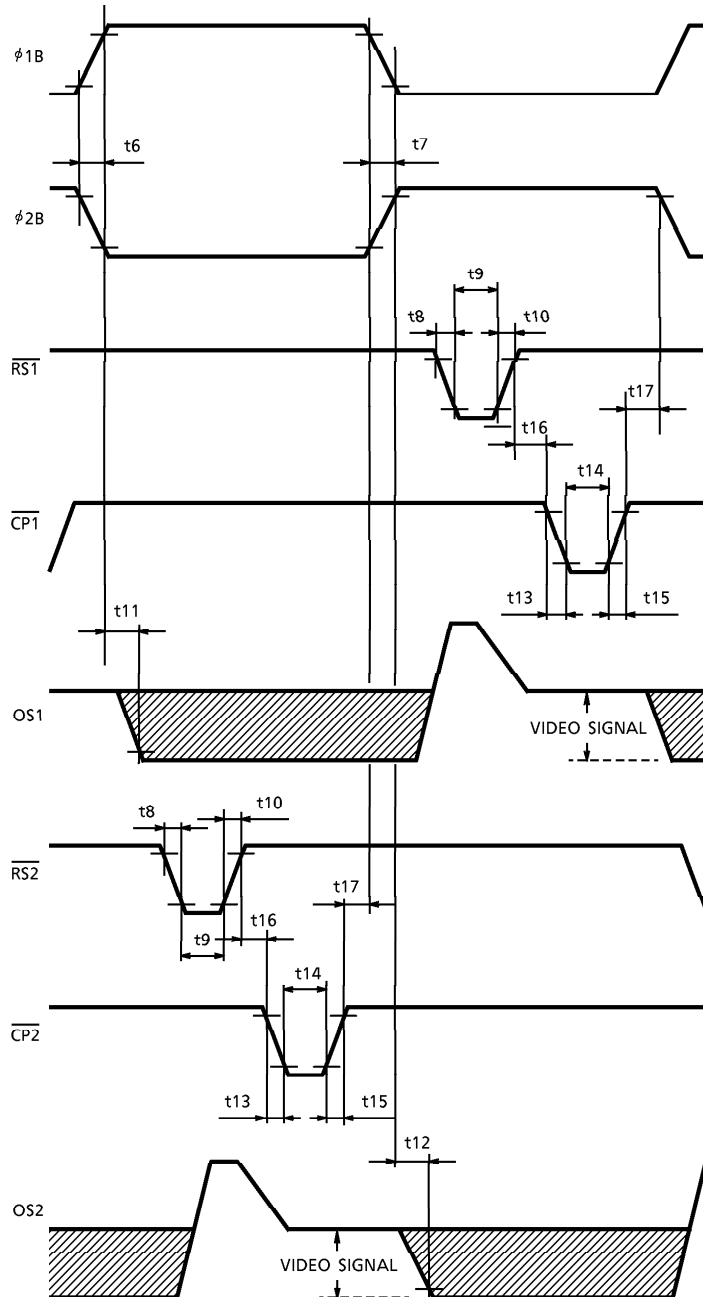 φ1B
t6
t7
φ2B
t9
t8
t10
RS1
t17
t16
t14
CP1
t13
t15
t11
OS1
VIDEO SIGNAL
t8
t10
RS2
t17
t16
t9
t14
CP2
t13
t15
t12
OS2
VIDEO SIGNAL